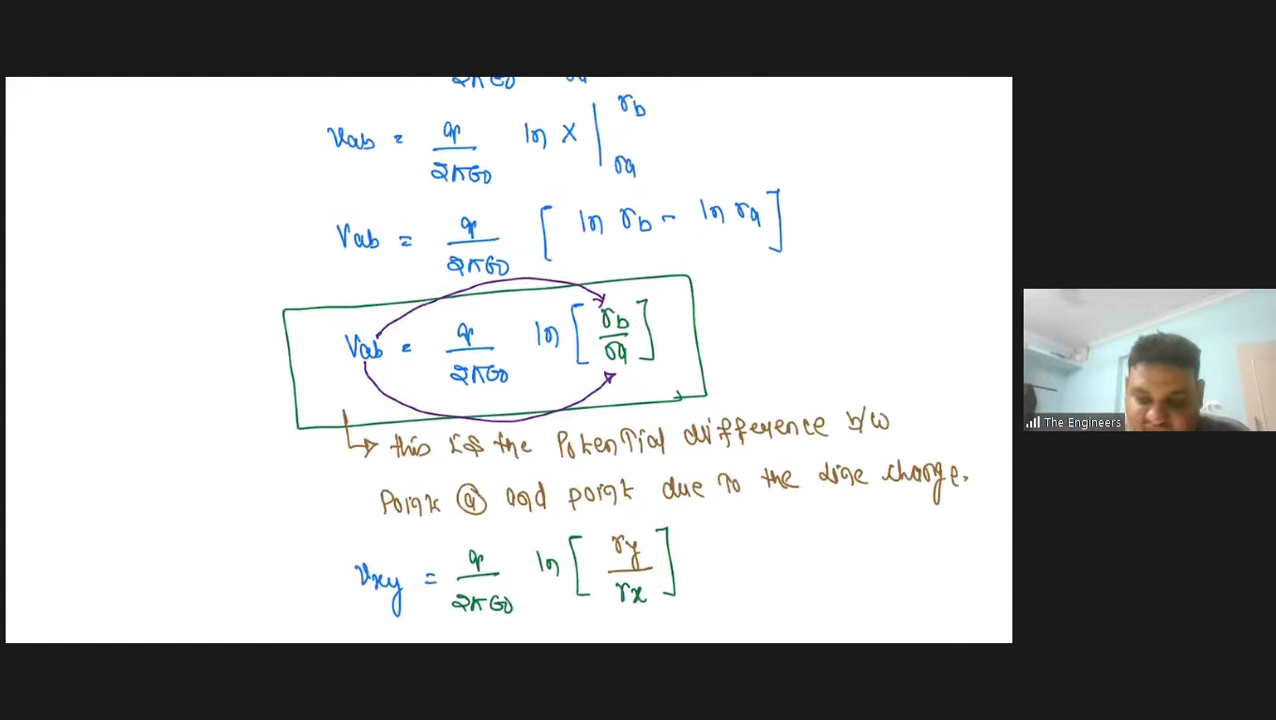 2πε0
Vab = q/2πε0 ln x | rb ra
Vab = q/2πε0 [ ln rb - ln ra ]
Vab = q/2πε0 ln [ rb/ra ]
this is the Potential difference b/w
Point ⓐ and point due to the line charge.
Vxy = q/2πε0 ln [ ry/rx ]
The Engineers